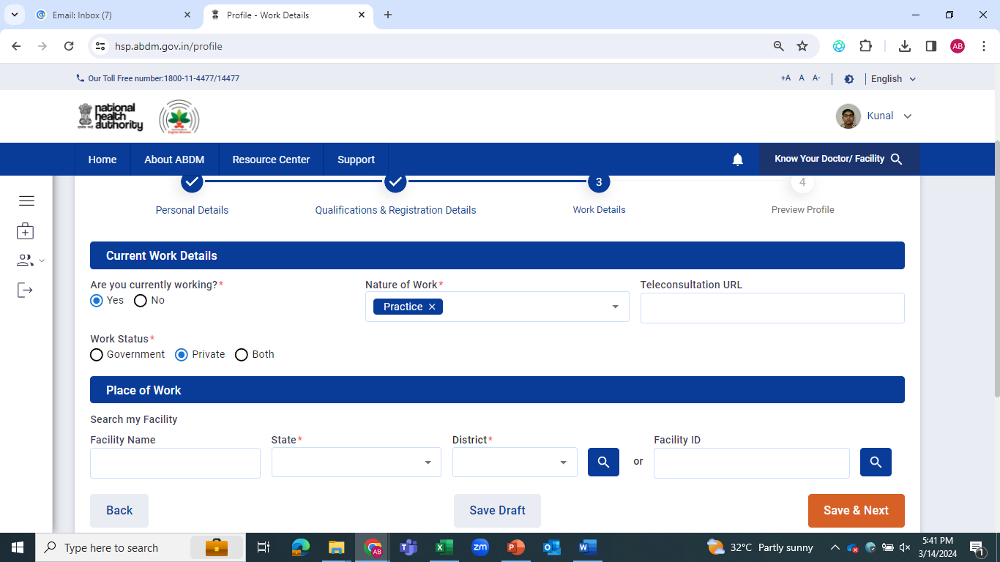 Email: Inbox (7)
Profile - Work Details
hsp.abdm.gov.in/profile
AB
Our Toll Free number:1800-11-4477/14477
+A A A-
English
national
health
authority
Kunal
Home
About ABDM
Resource Center
Support
Know Your Doctor/ Facility
3
4
Personal Details
Qualifications & Registration Details
Work Details
Preview Profile
Current Work Details
Are you currently working?*
Yes No
Nature of Work*
Practice
Teleconsultation URL
Work Status*
Government Private Both
Place of Work
Search my Facility
Facility Name
State*
District*
or
Facility ID
Back
Save Draft
Save & Next
Type here to search
AB
32°C Partly sunny
5:41 PM
3/14/2024
1